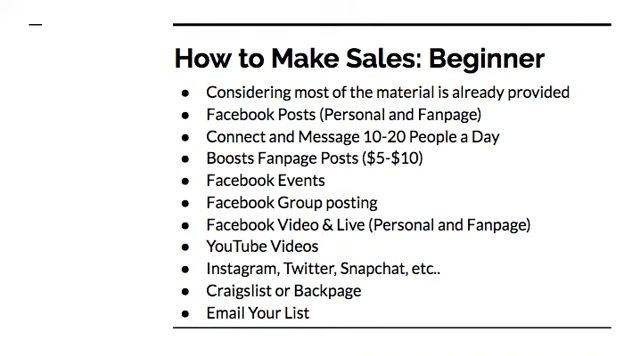 How to Make Sales: Beginner
● Considering most of the material is already provided
● Facebook Posts (Personal and Fanpage)
● Connect and Message 10-20 People a Day
● Boosts Fanpage Posts ($5-$10)
● Facebook Events
● Facebook Group posting
● Facebook Video & Live (Personal and Fanpage)
● YouTube Videos
● Instagram, Twitter, Snapchat, etc..
● Craigslist or Backpage
● Email Your List